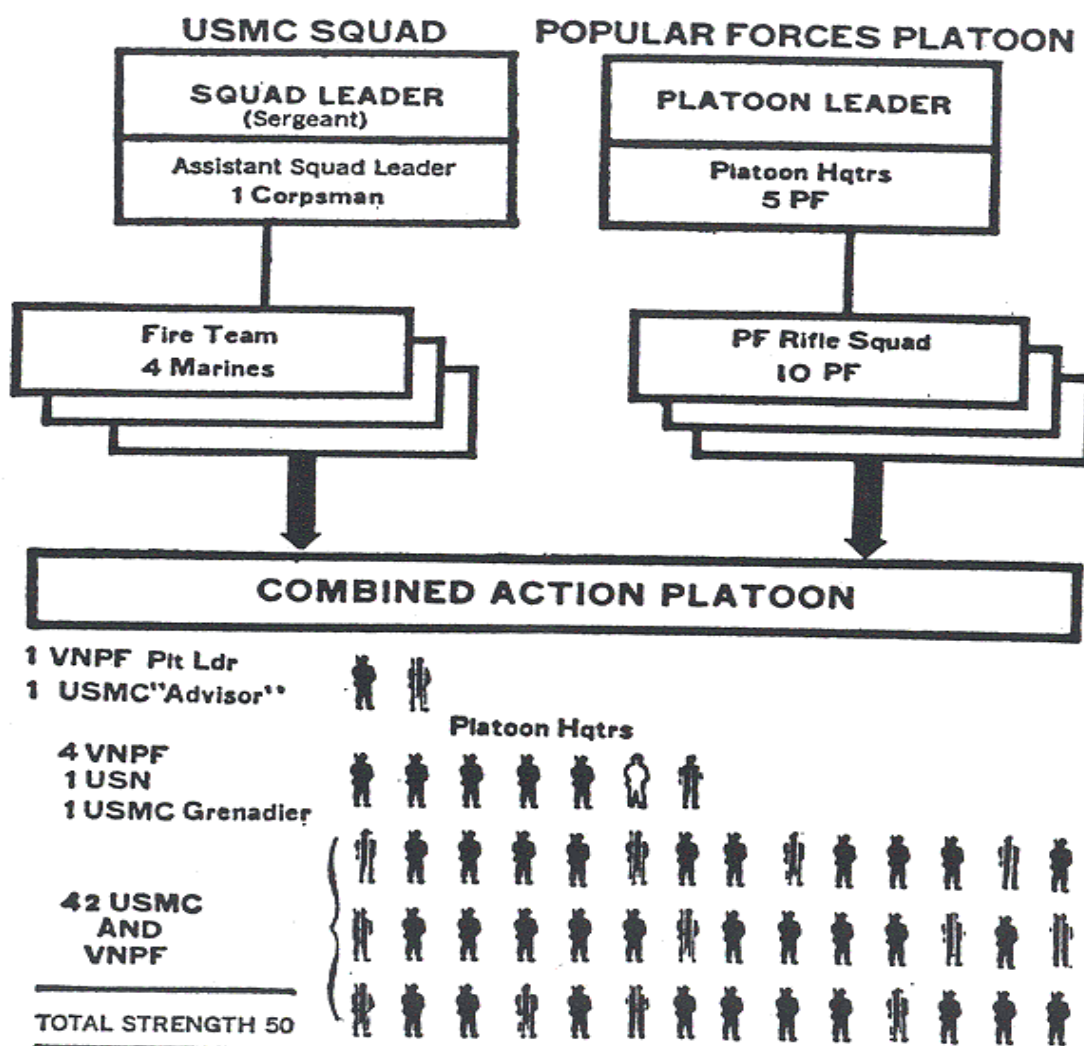 USMC SQUAD
SQUAD LEADER
(Sergeant)
Assistant Squad Leader
1 Corpsman
Fire Team
4 Marines
POPULAR FORCES PLATOON
PLATOON LEADER
Platoon Hqtrs
5 PF
PF Rifle Squad
10 PF
COMBINED ACTION PLATOON
1 VNPF Plt Ldr
1 USMC"Advisor"
Platoon Hqtrs
4 VNPF
1 USN
1 USMC Grenadier
42 USMC
AND
VNPF
TOTAL STRENGTH 50